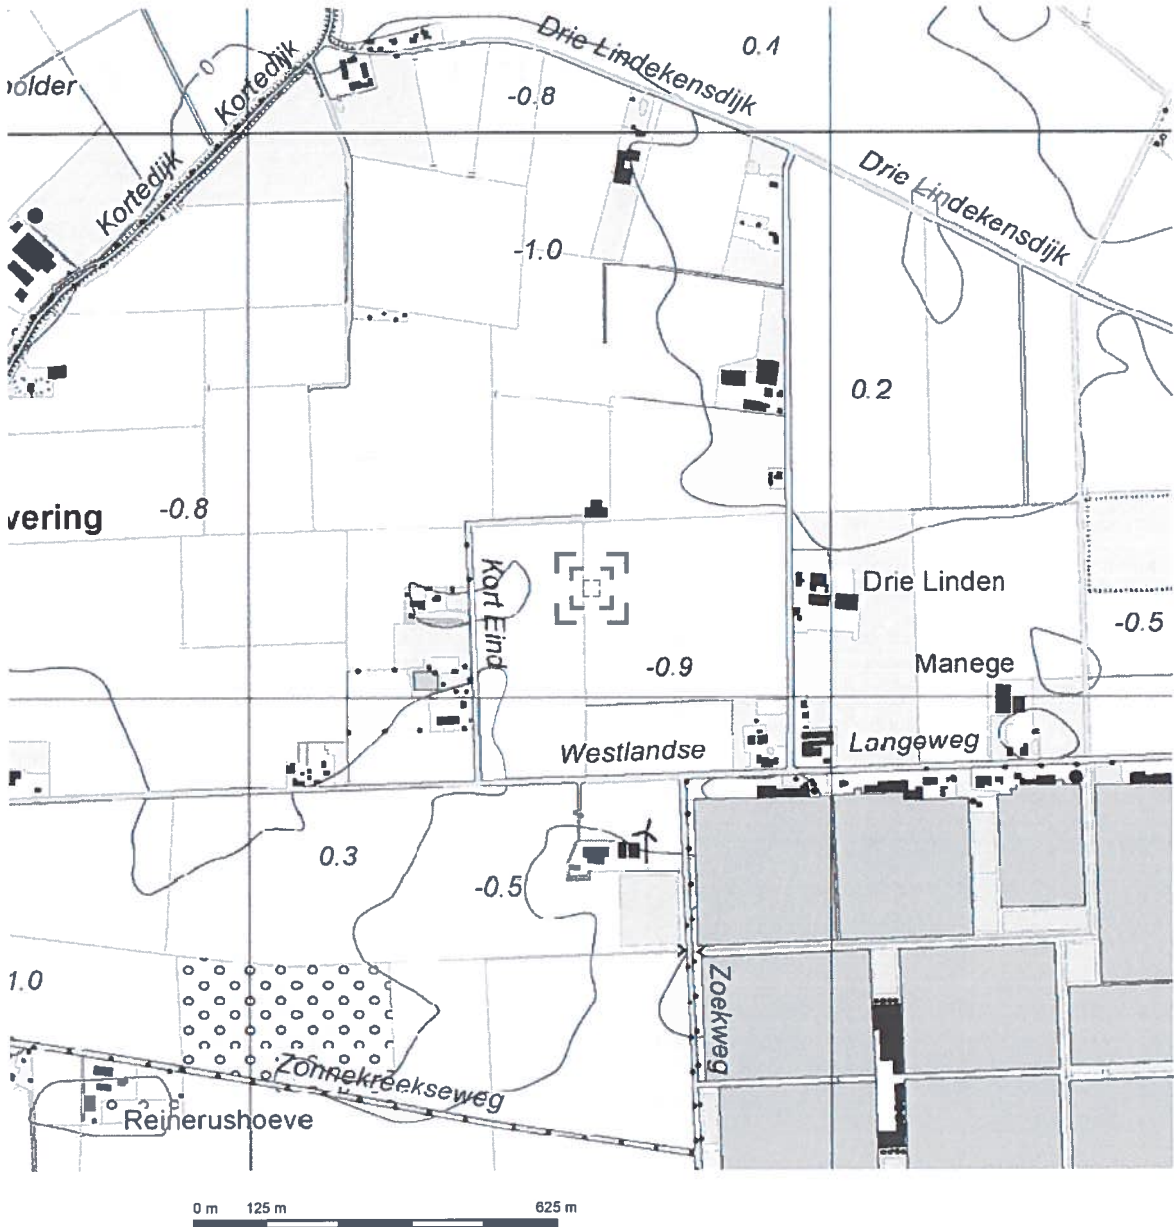 Drie Lindekensdijk
0.1
0
Kortedijk
older
-0.8
Kortedijk
Drie Lindekensdijk
-1.0
0.2
-0.8
vering
Kort Eind
Drie Linden
-0.5
-0.9
Manege
Westlandse Langeweg
0.3
-0.5
1.0
Zoekweg
Zonnekreekseweg
Reinerushoeve
0 m 125 m 625 m